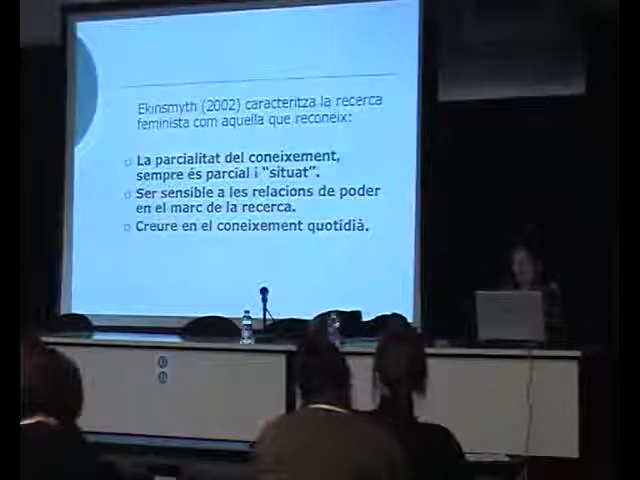 Ekinsmyth (2002) caracteritza la recerca
feminista com aquella que reconeix:
La parcialitat del coneixement,
sempre és parcial i “situat”.
Ser sensible a les relacions de poder
en el marc de la recerca.
Creure en el coneixement quotidià.